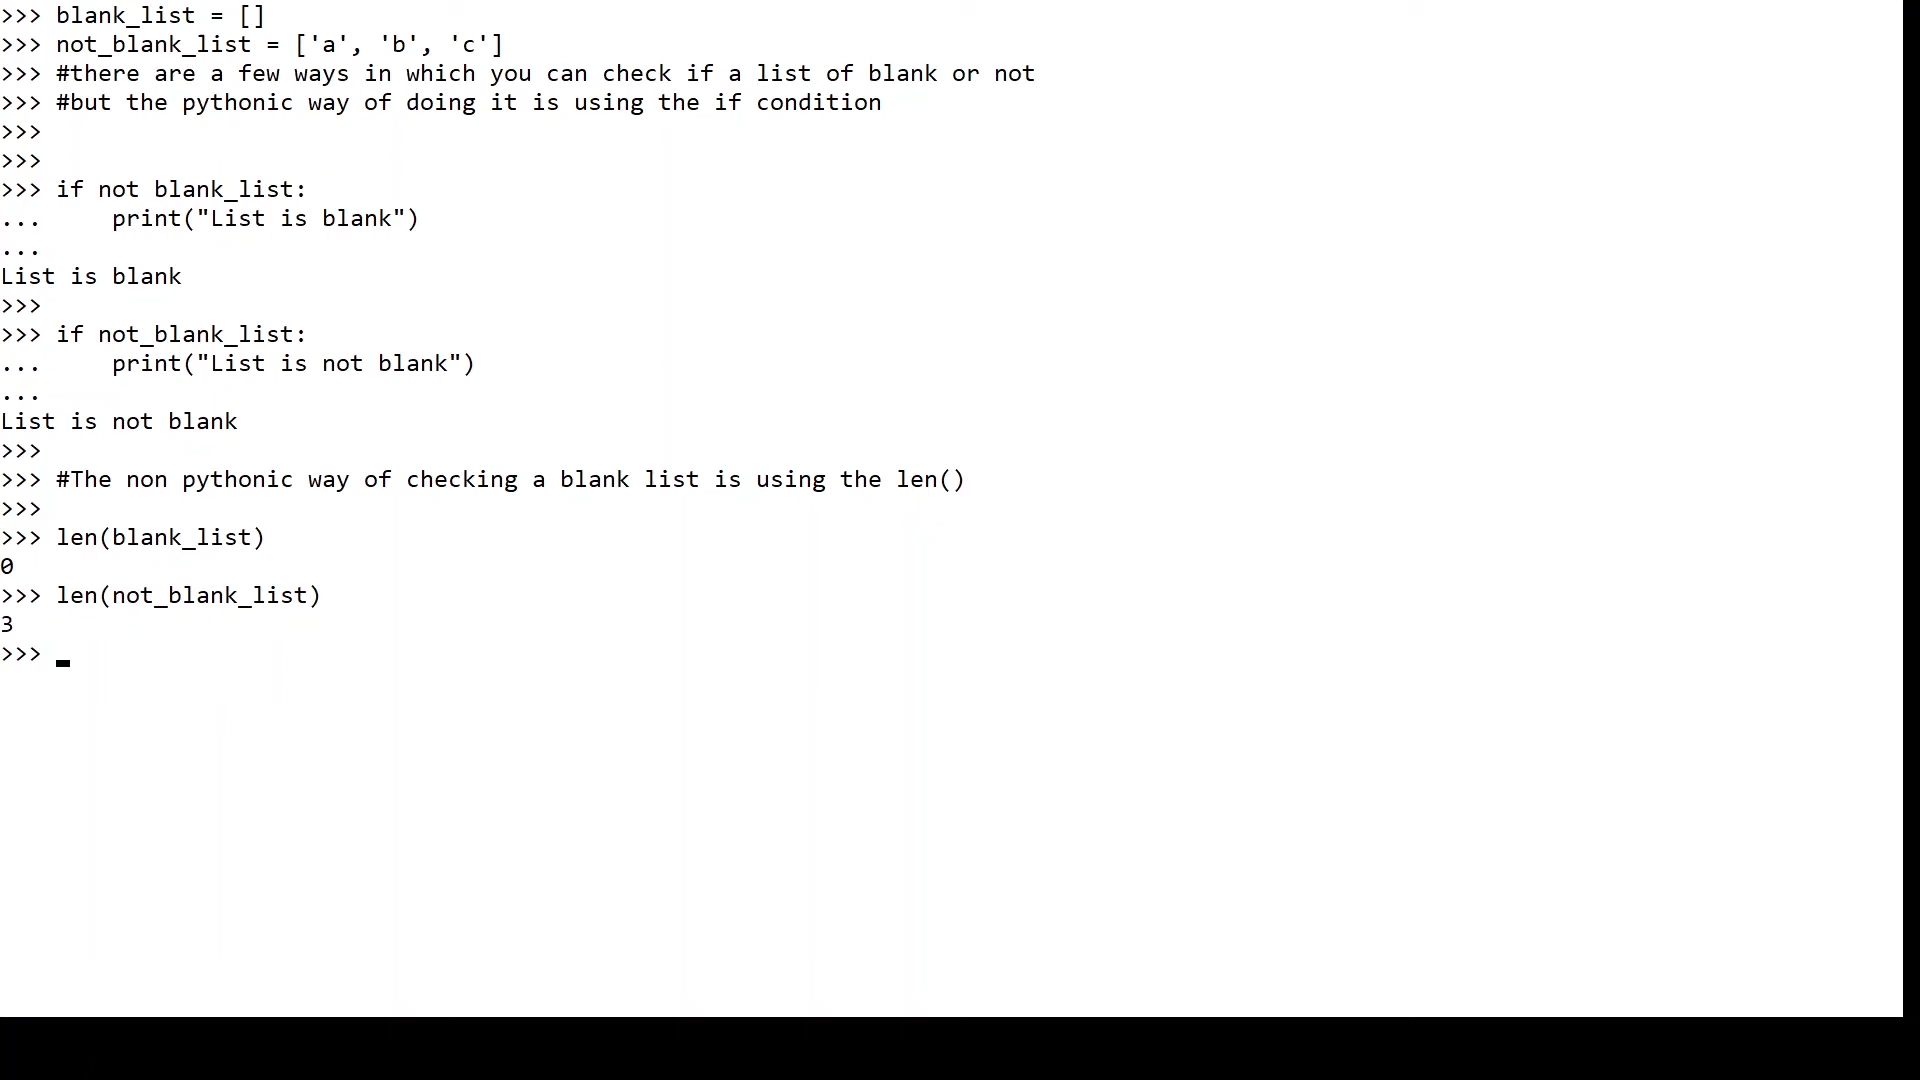 >>> blank_list = []
>>> not_blank_list = ['a', 'b', 'c']
>>> #there are a few ways in which you can check if a list of blank or not
>>> #but the pythonic way of doing it is using the if condition
>>>
>>>
>>> if not blank_list:
...     print("List is blank")
...
List is blank
>>>
>>> if not_blank_list:
...     print("List is not blank")
...
List is not blank
>>>
>>> #The non pythonic way of checking a blank list is using the len()
>>>
>>> len(blank_list)
0
>>> len(not_blank_list)
3
>>> _